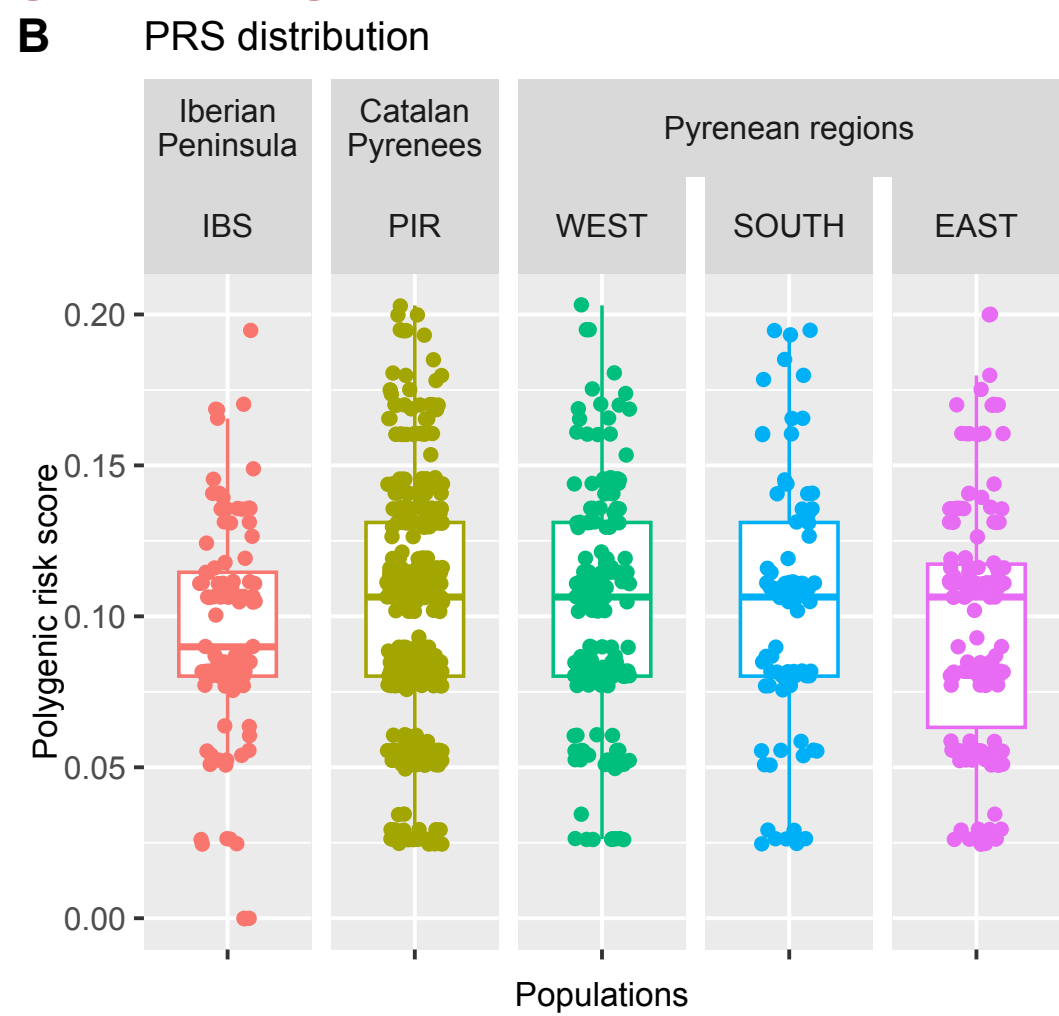 B PRS distribution
Iberian
Peninsula
Catalan
Pyrenees
Pyrenean regions
IBS
PIR
WEST
SOUTH
EAST
Polygenic risk score
0.20
0.15
0.10
0.05
0.00
Populations